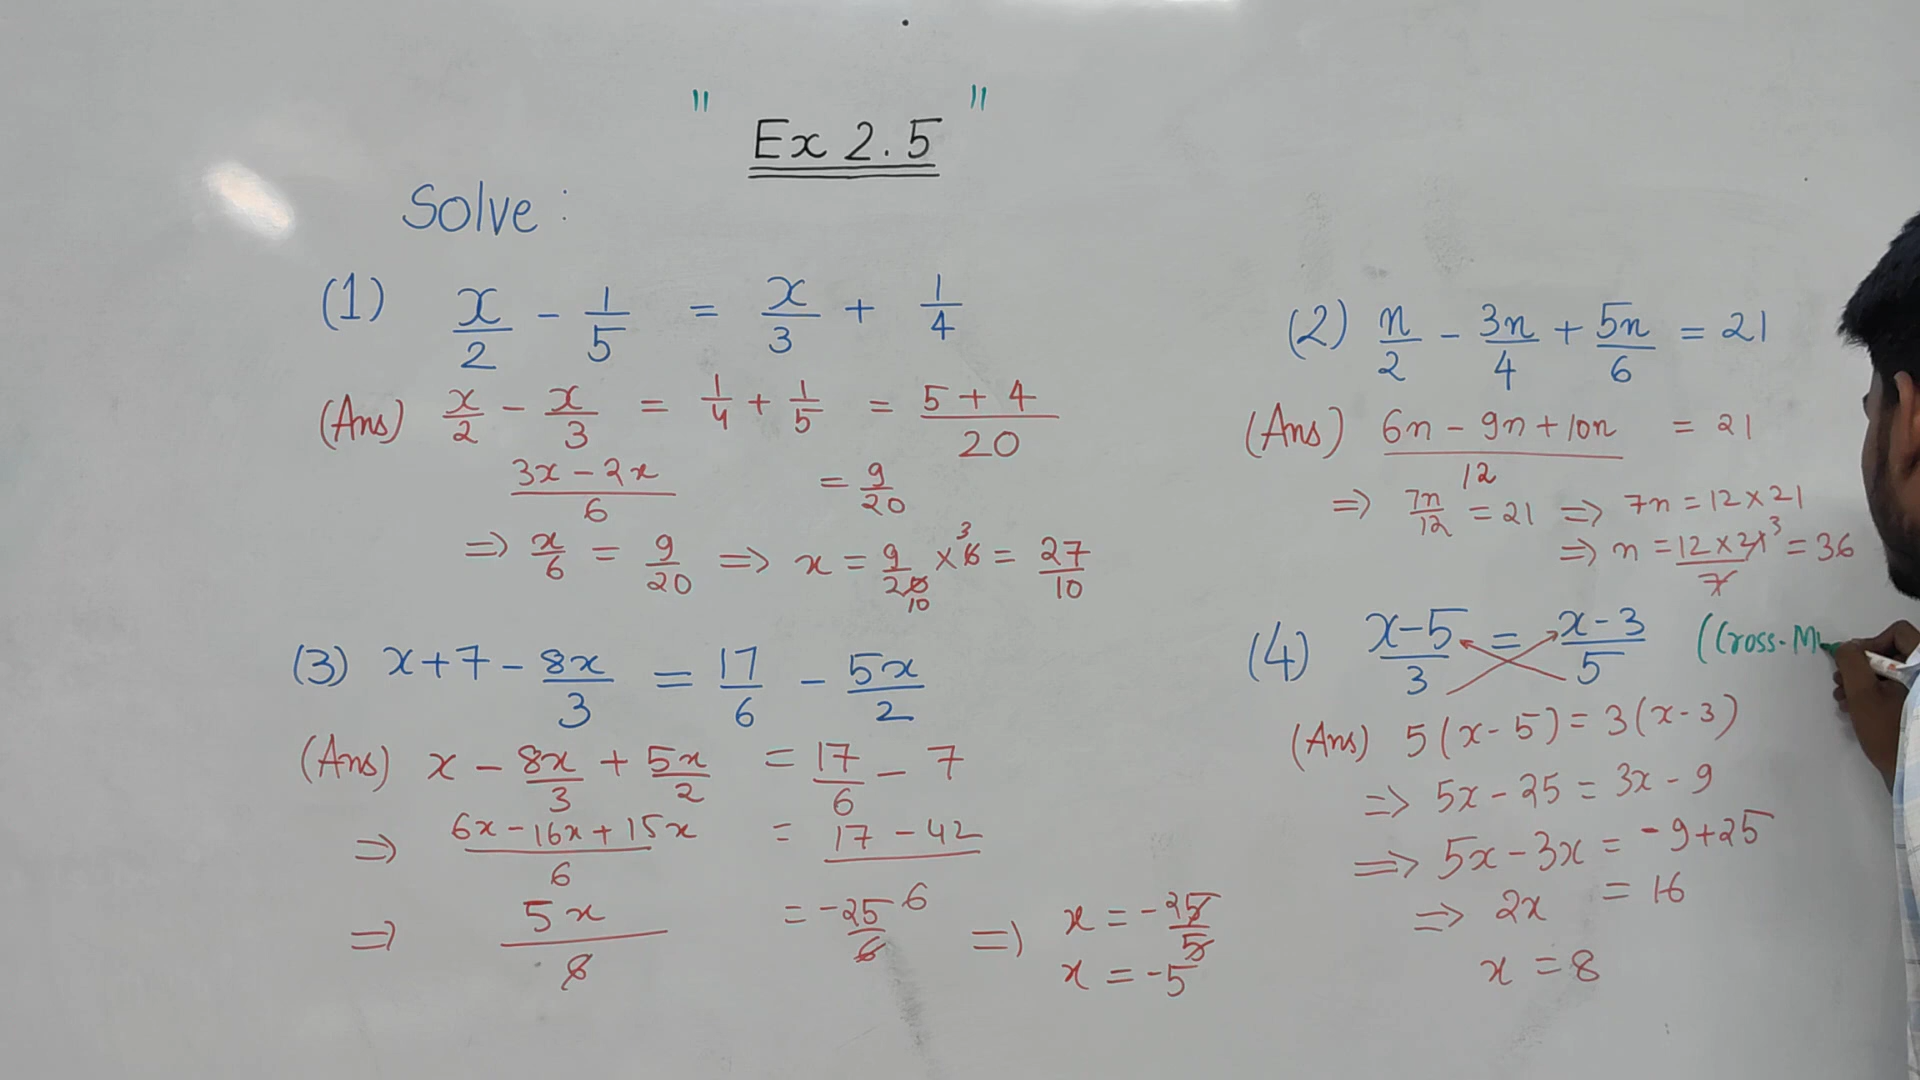 " Ex 2.5 "
Solve :
(1) x/2 - 1/5 = x/3 + 1/4
(Ans) x/2 - x/3 = 1/4 + 1/5 = (5 + 4)/20
(3x - 2x)/6 = 9/20
=> x/6 = 9/20 => x = 9/20 10 × 6 3 = 27/10
(3) x + 7 - 8x/3 = 17/6 - 5x/2
(Ans) x - 8x/3 + 5x/2 = 17/6 - 7
=> (6x - 16x + 15x)/6 = (17 - 42)/6
=> 5x/6 = -25/6 => x = -25/5
x = -5
(2) n/2 - 3n/4 + 5n/6 = 21
(Ans) (6n - 9n + 10n)/12 = 21
=> 7n/12 = 21 => 7n = 12 × 21
=> n = (12 × 21 3)/7 = 36
(4) (x-5)/3 = (x-3)/5 (Cross-M
(Ans) 5(x - 5) = 3(x - 3)
=> 5x - 25 = 3x - 9
=> 5x - 3x = -9 + 25
=> 2x = 16
x = 8